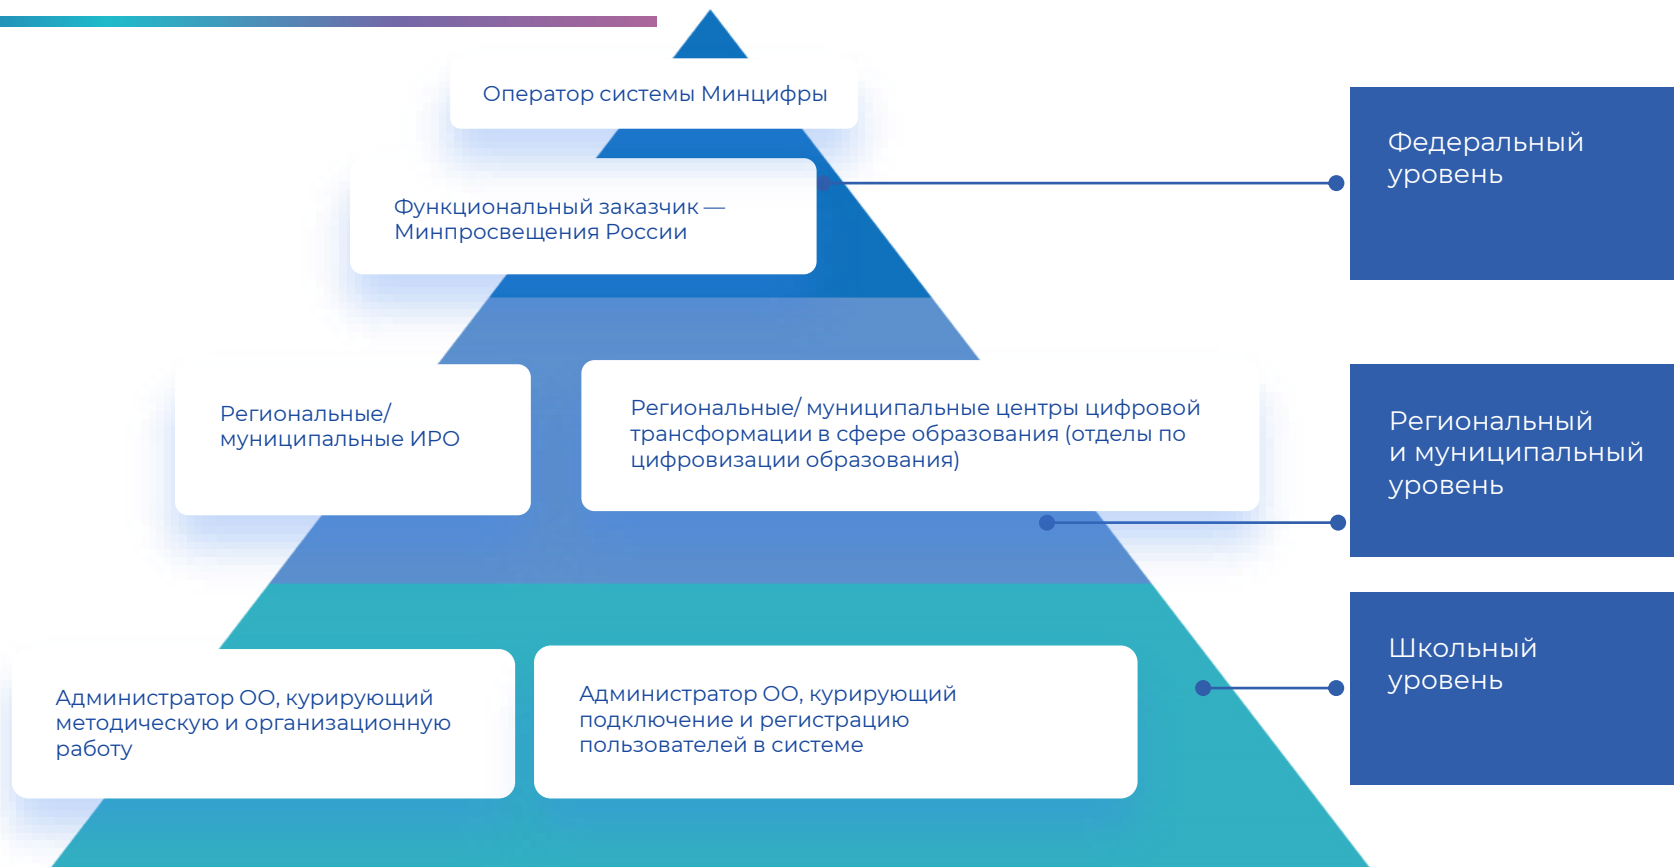 Оператор системы Минцифры
Функциональный заказчик —
Минпросвещения России
Федеральный
уровень
Региональные/
муниципальные ИРО
Региональные/ муниципальные центры цифровой
трансформации в сфере образования (отделы по
цифровизации образования)
Региональный
и муниципальный
уровень
Администратор ОО, курирующий
методическую и организационную
работу
Администратор ОО, курирующий
подключение и регистрацию
пользователей в системе
Школьный
уровень